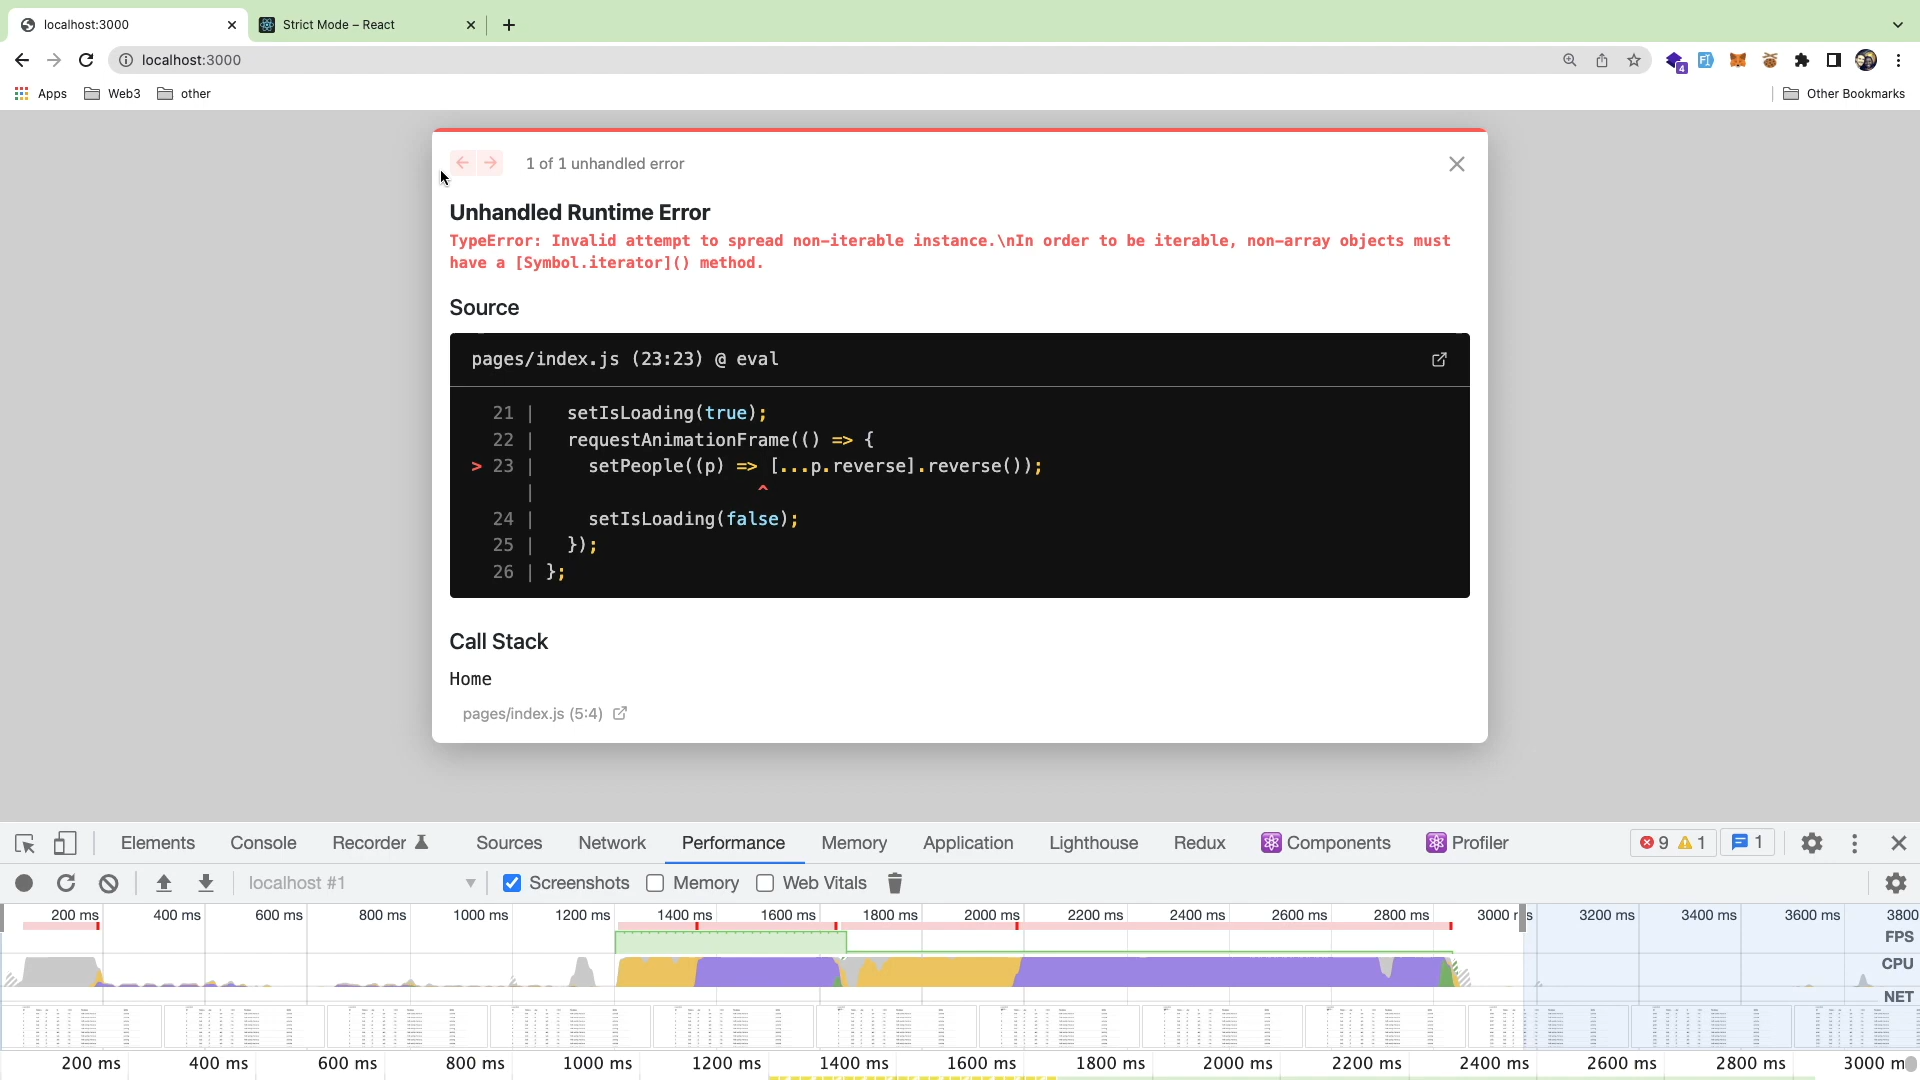 localhost:3000
Strict Mode – React
localhost:3000
4
Apps
Web3
other
Other Bookmarks
1 of 1 unhandled error
Unhandled Runtime Error
TypeError: Invalid attempt to spread non-iterable instance.\nIn order to be iterable, non-array objects must
have a [Symbol.iterator]() method.
Source
pages/index.js (23:23) @ eval
21 |   setIsLoading(true);
22 |   requestAnimationFrame(() => {
> 23 |     setPeople((p) => [...p.reverse].reverse());
|                      ^
24 |     setIsLoading(false);
25 |   });
26 | };
Call Stack
Home
pages/index.js (5:4)
Elements Console Recorder Sources Network Performance Memory Application Lighthouse Redux Components Profiler 9 1 1
localhost #1 Screenshots Memory Web Vitals
200 ms 400 ms 600 ms 800 ms 1000 ms 1200 ms 1400 ms 1600 ms 1800 ms 2000 ms 2200 ms 2400 ms 2600 ms 2800 ms 3000 ms 3200 ms 3400 ms 3600 ms 3800
FPS
CPU
NET
200 ms 400 ms 600 ms 800 ms 1000 ms 1200 ms 1400 ms 1600 ms 1800 ms 2000 ms 2200 ms 2400 ms 2600 ms 2800 ms 3000 m